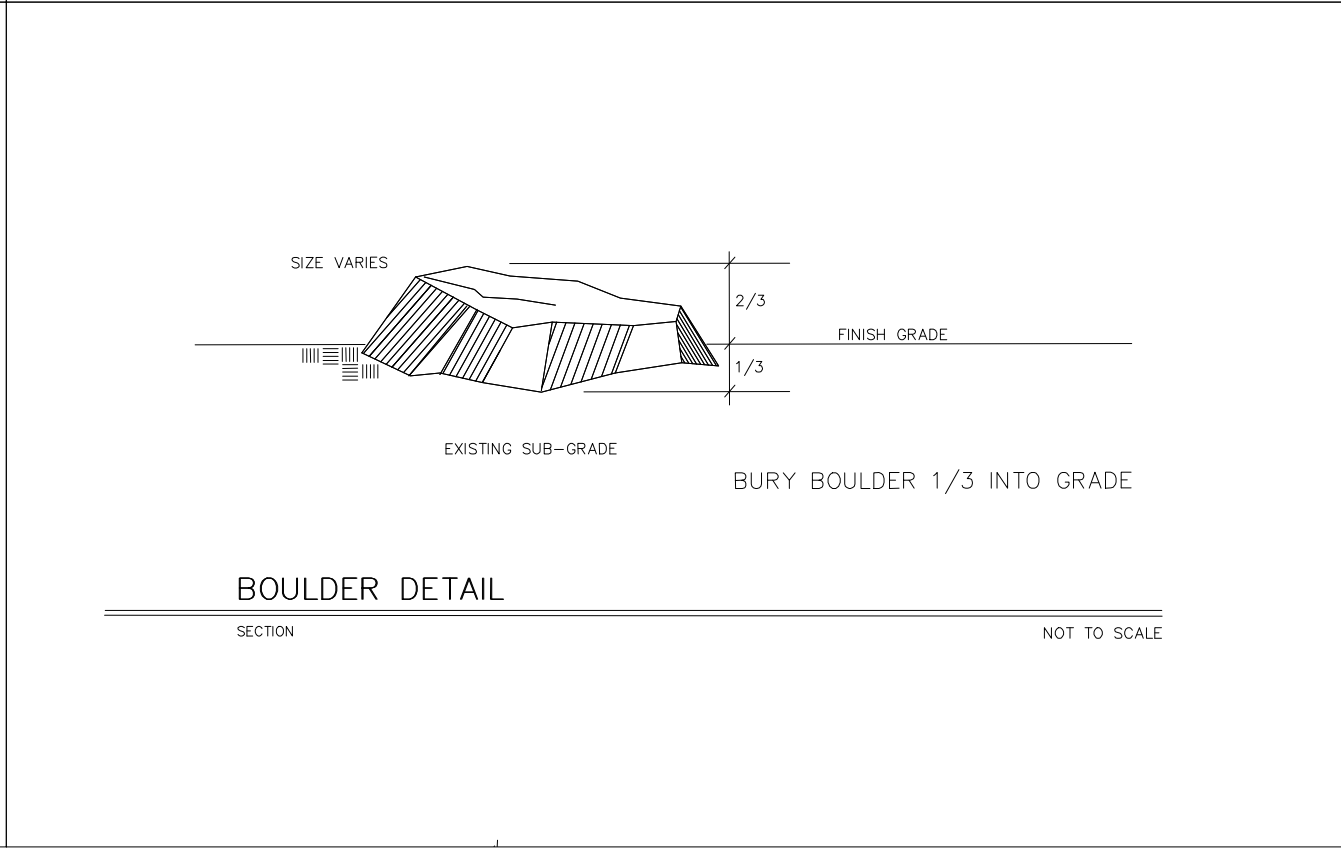 SIZE VARIES
2/3
FINISH GRADE
1/3
EXISTING SUB-GRADE
BURY BOULDER 1/3 INTO GRADE
BOULDER DETAIL
SECTION
NOT TO SCALE